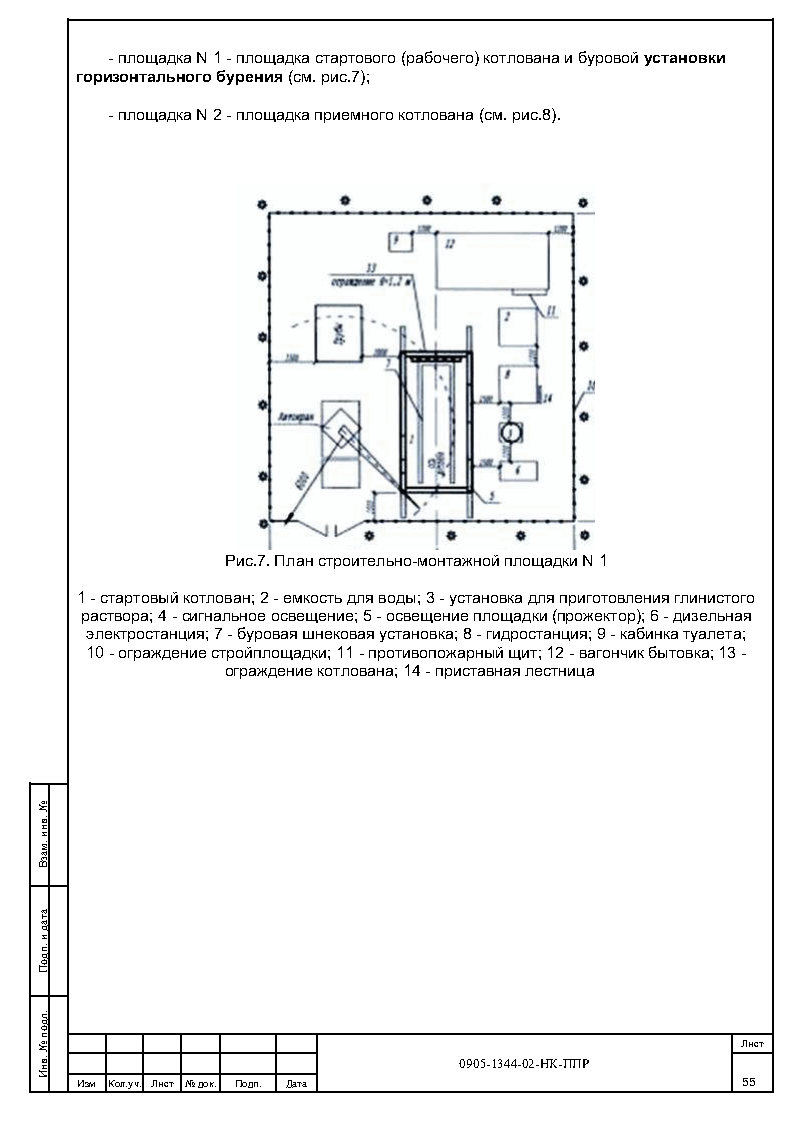 - площадка N 1 - площадка стартового (рабочего) котлована и буровой установки
горизонтального бурения (см. рис.7);
- площадка N 2 - площадка приемного котлована (см. рис.8).
9
12
13
ограждение h=1,2 м
11
2
Трубы
7
8
14
Автокран
1
6
5
6000
Рис.7. План строительно-монтажной площадки N 1
1 - стартовый котлован; 2 - емкость для воды; 3 - установка для приготовления глинистого
раствора; 4 - сигнальное освещение; 5 - освещение площадки (прожектор); 6 - дизельная
электростанция; 7 - буровая шнековая установка; 8 - гидростанция; 9 - кабинка туалета;
10 - ограждение стройплощадки; 11 - противопожарный щит; 12 - вагончик бытовка; 13 -
ограждение котлована; 14 - приставная лестница
Взам. инв. №
Подп. и дата
Инв. № подл.
Изм Кол.уч. Лист № док. Подп. Дата
0905-1344-02-НК-ППР
Лист
55